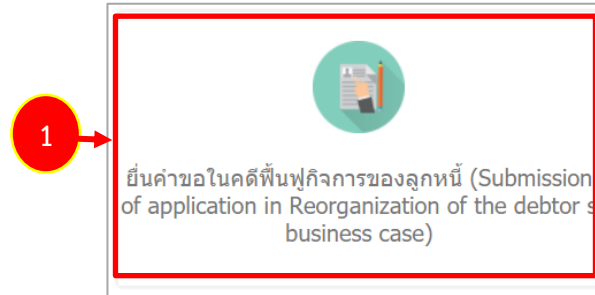 1
ยื่นคำขอในคดีฟื้นฟูกิจการของลูกหนี้ (Submission
of application in Reorganization of the debtor s
business case)